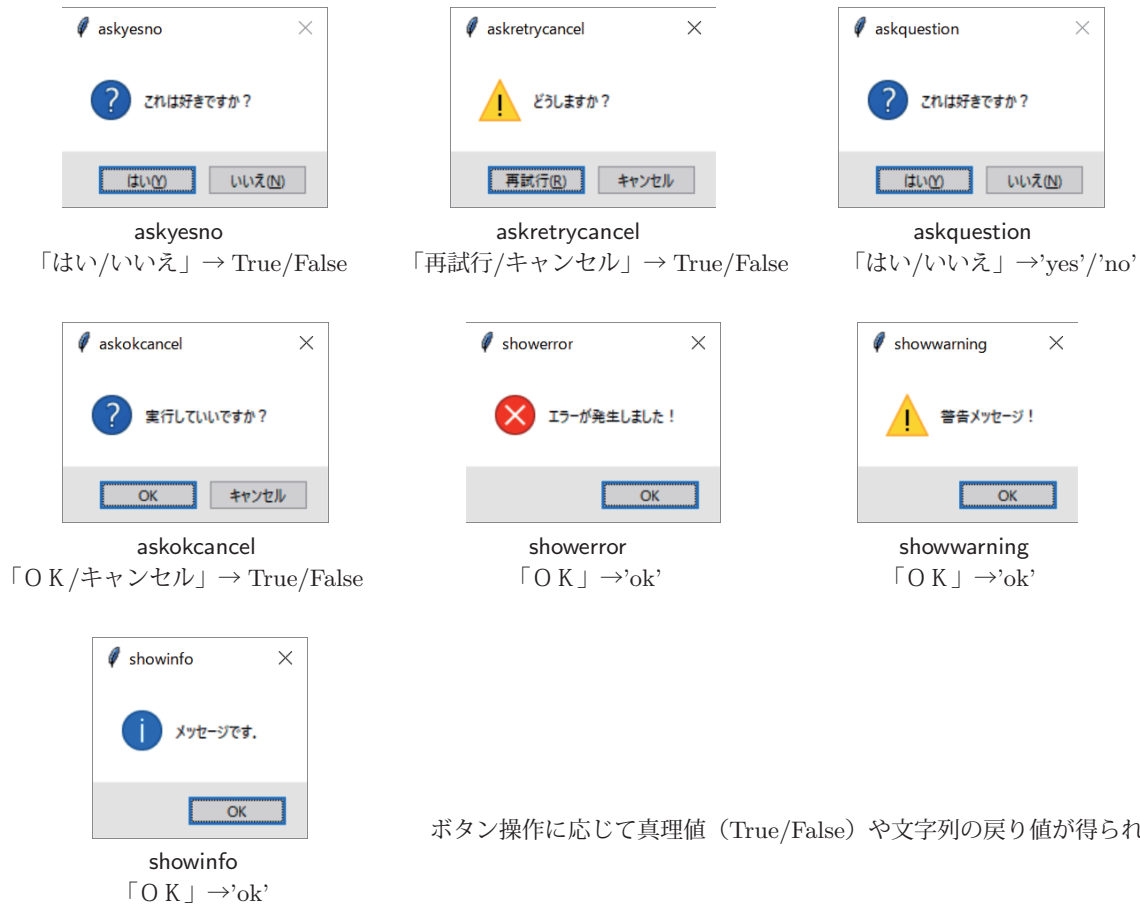 askyesno
これは好きですか？
はい(Y) いいえ(N)
askyesno
「はい/いいえ」→ True/False
askretrycancel
どうしますか？
再試行(R) キャンセル
askretrycancel
「再試行/キャンセル」→ True/False
askquestion
これは好きですか？
はい(Y) いいえ(N)
askquestion
「はい/いいえ」→'yes'/'no'
askokcancel
実行していいですか？
OK キャンセル
askokcancel
「ＯＫ/キャンセル」→ True/False
showerror
エラーが発生しました！
OK
showerror
「ＯＫ」→'ok'
showwarning
警告メッセージ！
OK
showwarning
「ＯＫ」→'ok'
showinfo
メッセージです．
OK
showinfo
「ＯＫ」→'ok'
ボタン操作に応じて真理値（True/False）や文字列の戻り値が得られ